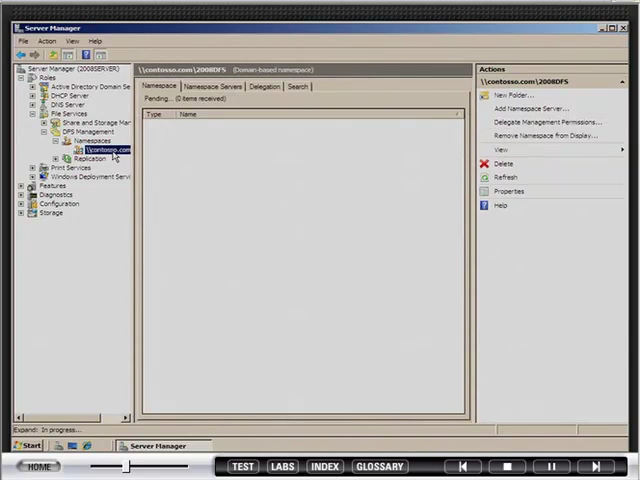 Server Manager
File Action View Help
Server Manager (2008SERVER)
Roles
Active Directory Domain Se
DHCP Server
DNS Server
File Services
Share and Storage Man
DFS Management
Namespaces
\\contosso.com
Replication
Print Services
Windows Deployment Servi
Features
Diagnostics
Configuration
Storage
\\contosso.com\2008DFS (Domain-based namespace)
Namespace Namespace Servers Delegation Search
Pending... (0 items received)
Type Name
Actions
\\contosso.com\2008DFS
New Folder...
Add Namespace Server...
Delegate Management Permissions...
Remove Namespace from Display...
View
Delete
Refresh
Properties
Help
Expand: In progress...
Start Server Manager
HOME TEST LABS INDEX GLOSSARY